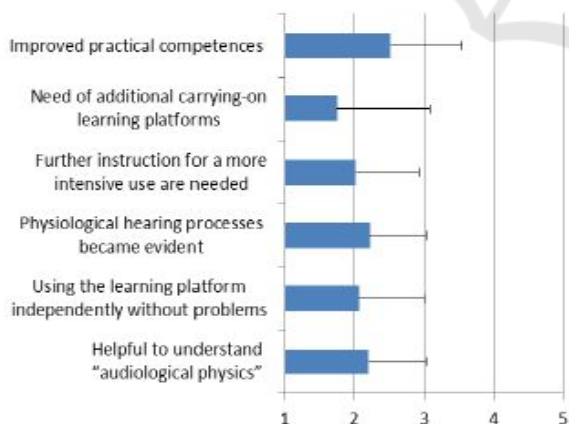 Improved practical competences
Need of additional carrying-on
learning platforms
Further instruction for a more
intensive use are needed
Physiological hearing processes
became evident
Using the learning platform
independently without problems
Helpful to understand
“audiological physics”
1 2 3 4 5